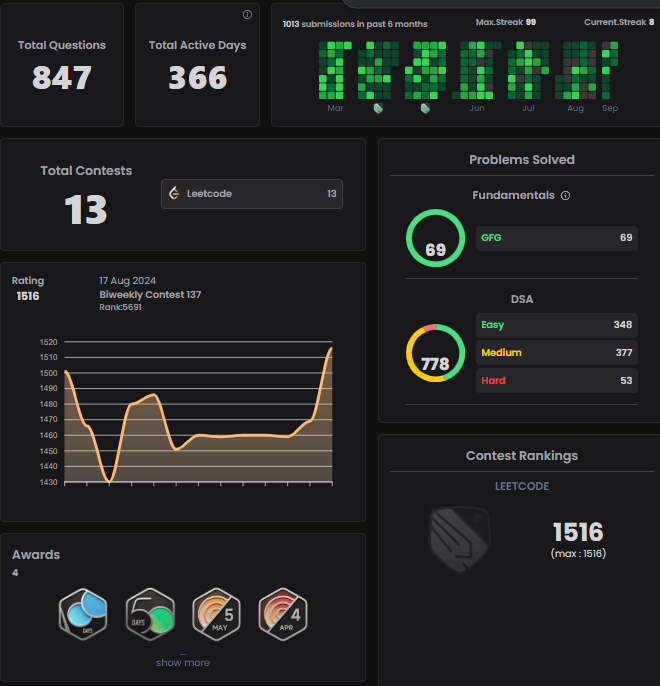 Total Questions
847
Total Active Days
366
1013 submissions in past 6 months
Max.Streak 99
Current.Streak 8
Mar
Jun
Jul
Aug
Sep
Total Contests
13
Leetcode 13
Rating
1516
17 Aug 2024
Biweekly Contest 137
Rank:5691
1520
1510
1500
1490
1480
1470
1460
1450
1440
1430
Awards
4
DAYS
5
DAYS
5
MAY
4
APR
show more
Problems Solved
Fundamentals
69
GFG 69
DSA
778
Easy 348
Medium 377
Hard 53
Contest Rankings
LEETCODE
1516
(max : 1516)